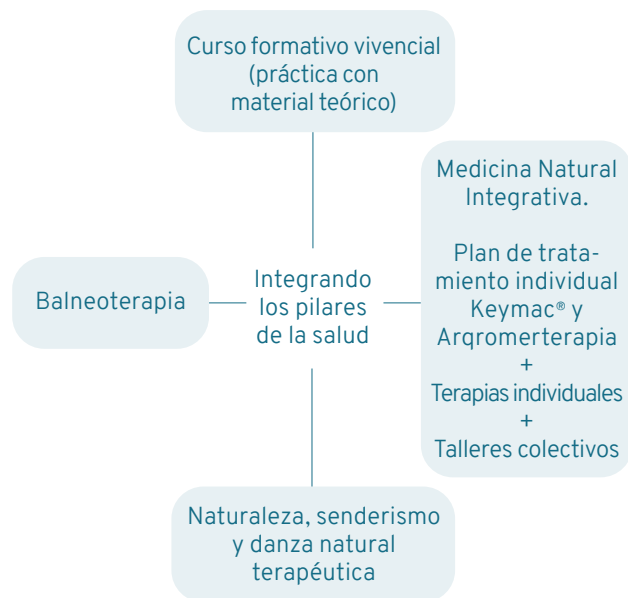 Curso formativo vivencial
(práctica con
material teórico)
Medicina Natural
Integrativa.
Plan de trata-
miento individual
Keymac® y
Arqromerterapia
+
Terapias individuales
+
Talleres colectivos
Balneoterapia
Integrando
los pilares
de la salud
Naturaleza, senderismo
y danza natural
terapéutica